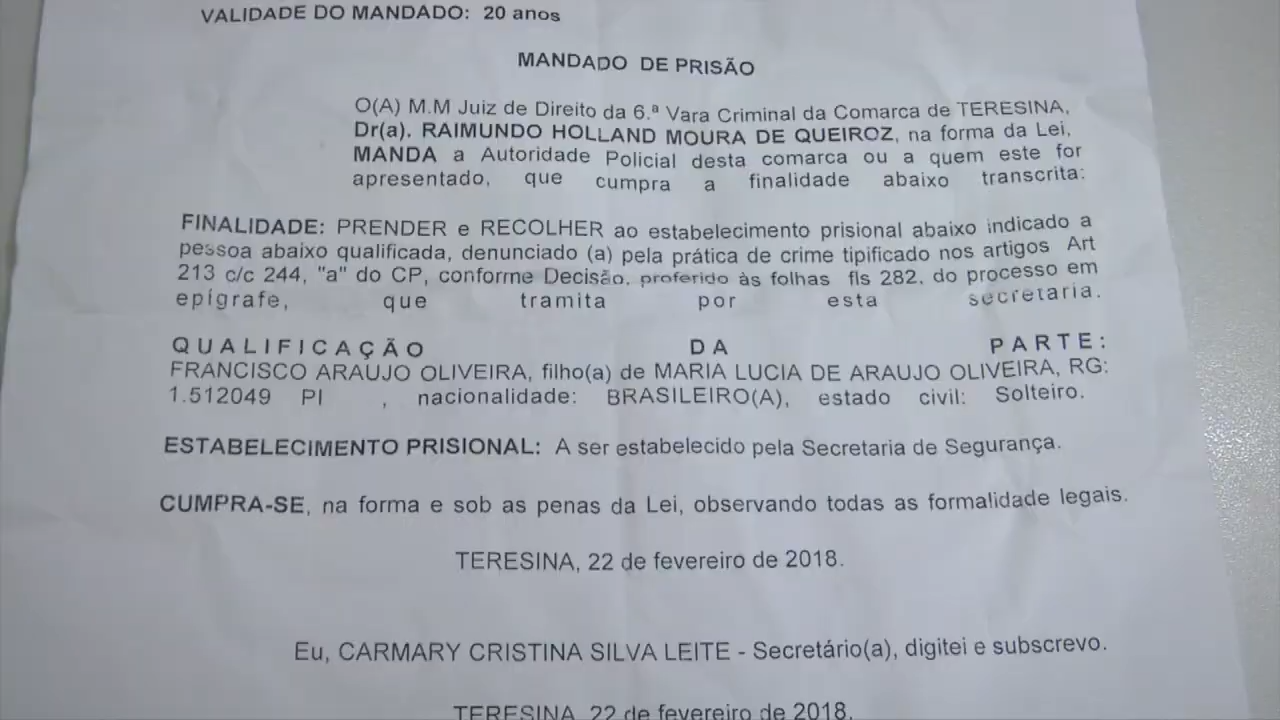 VALIDADE DO MANDADO: 20 anos
MANDADO DE PRISÃO
O(A) M.M Juiz de Direito da 6.ª Vara Criminal da Comarca de TERESINA,
Dr(a). RAIMUNDO HOLLAND MOURA DE QUEIROZ, na forma da Lei,
MANDA a Autoridade Policial desta comarca ou a quem este for
apresentado, que cumpra a finalidade abaixo transcrita:
FINALIDADE: PRENDER e RECOLHER ao estabelecimento prisional abaixo indicado a
pessoa abaixo qualificada, denunciado (a) pela prática de crime tipificado nos artigos Art
213 c/c 244, "a" do CP, conforme Decisão. proferido às folhas fls 282, do processo em
epígrafe, que tramita por esta secretaria.
QUALIFICAÇÃO DA PARTE:
FRANCISCO ARAUJO OLIVEIRA, filho(a) de MARIA LUCIA DE ARAUJO OLIVEIRA, RG:
1.512049 PI , nacionalidade: BRASILEIRO(A), estado civil: Solteiro.
ESTABELECIMENTO PRISIONAL: A ser estabelecido pela Secretaria de Segurança.
CUMPRA-SE, na forma e sob as penas da Lei, observando todas as formalidade legais.
TERESINA, 22 de fevereiro de 2018.
Eu, CARMARY CRISTINA SILVA LEITE - Secretário(a), digitei e subscrevo.
TERESINA, 22 de fevereiro de 2018.